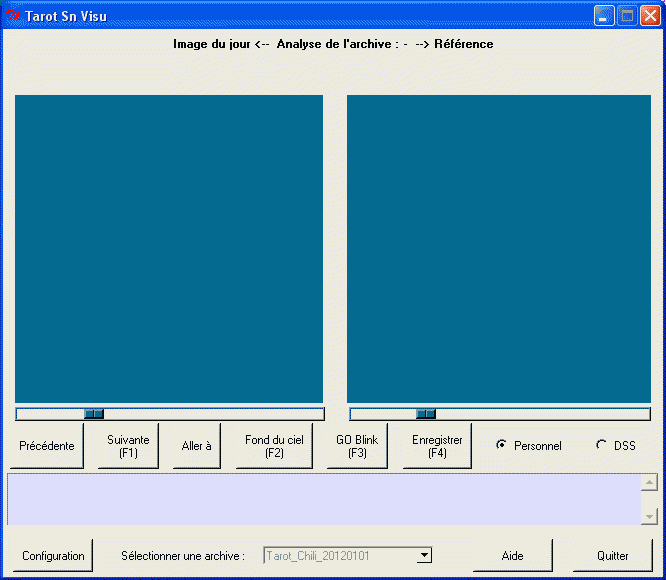 Tarot Sn Visu
Image du jour <-- Analyse de l'archive : - --> Référence
Précédente
Suivante
(F1)
Aller à
Fond du ciel
(F2)
GO Blink
(F3)
Enregistrer
(F4)
Personnel
DSS
Configuration
Sélectionner une archive :
Tarot_Chili_20120101
Aide
Quitter